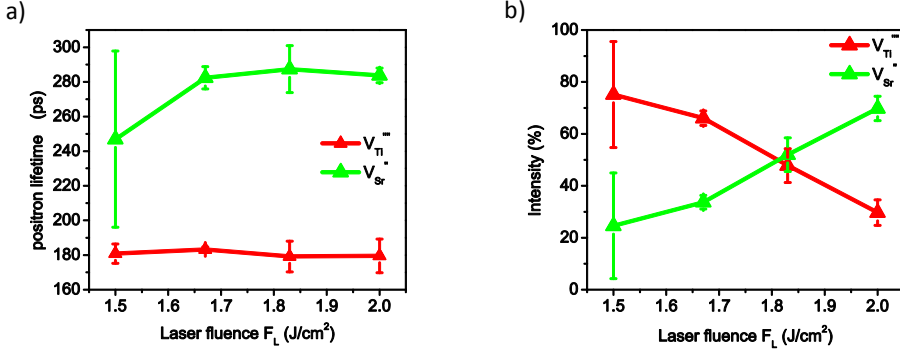 a)
positron lifetime (ps)
300
280
260
240
220
200
180
160
V_Ti''''
V_Sr''
1.5 1.6 1.7 1.8 1.9 2.0
Laser fluence F_L (J/cm²)
b)
Intensity (%)
100
80
60
40
20
0
V_Ti''''
V_Sr''
1.5 1.6 1.7 1.8 1.9 2.0
Laser fluence F_L (J/cm²)